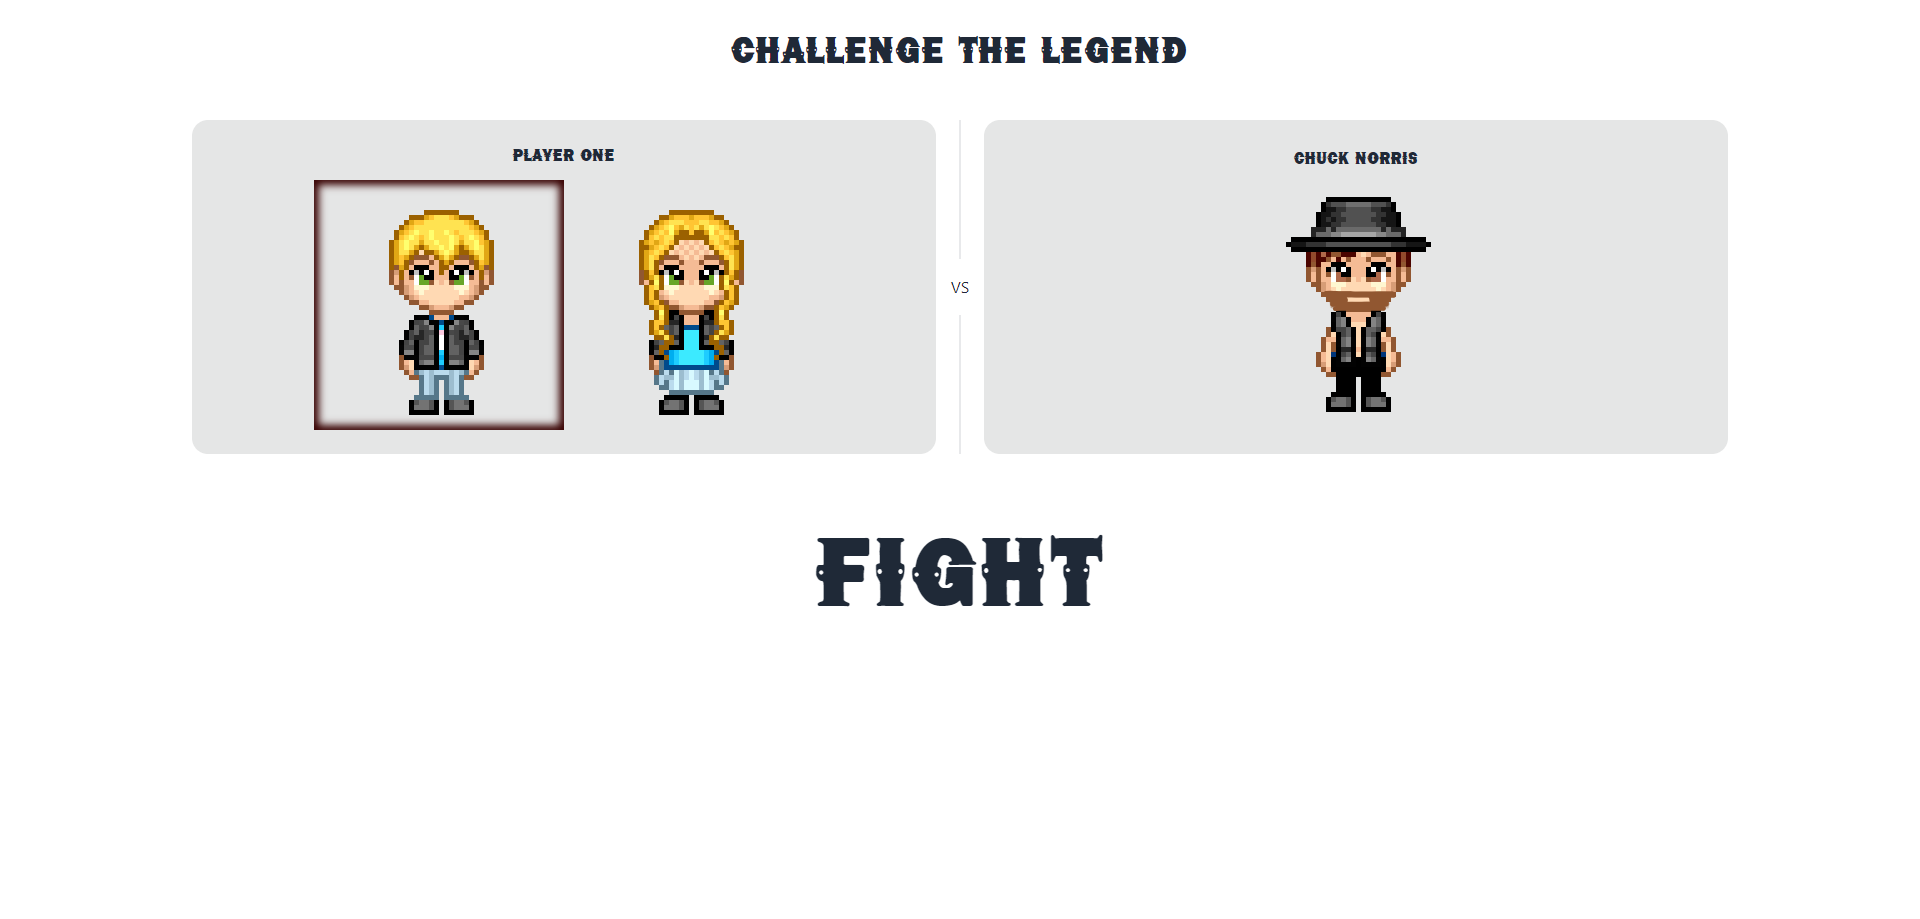 CHALLENGE THE LEGEND
PLAYER ONE
VS
CHUCK NORRIS
FIGHT